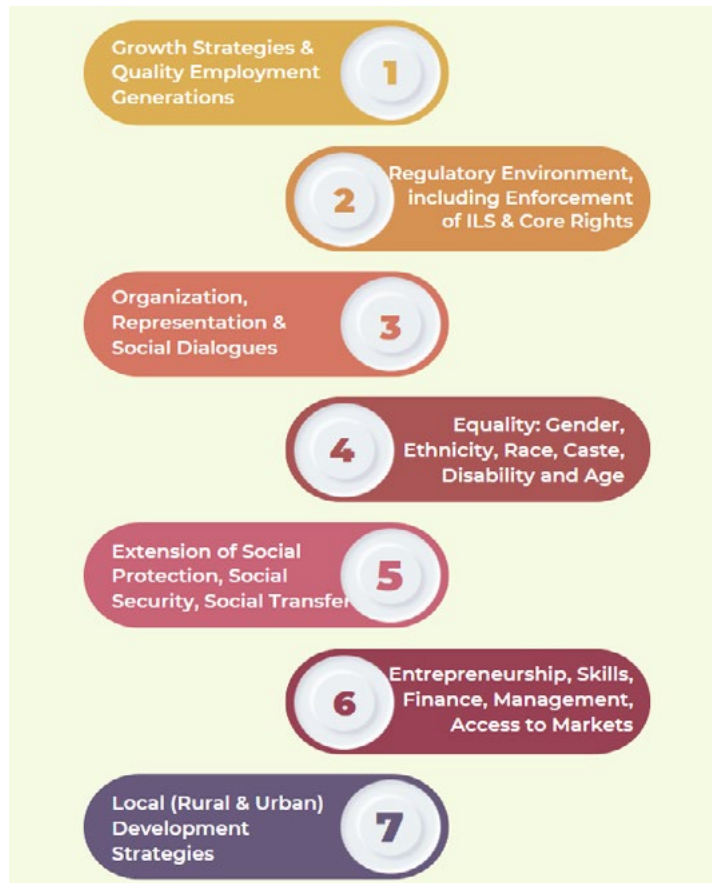 Growth Strategies &
Quality Employment
Generations
1
2
Regulatory Environment,
including Enforcement
of ILS & Core Rights
Organization,
Representation &
Social Dialogues
3
4
Equality: Gender,
Ethnicity, Race, Caste,
Disability and Age
Extension of Social
Protection, Social
Security, Social Transfer
5
6
Entrepreneurship, Skills,
Finance, Management,
Access to Markets
Local (Rural & Urban)
Development
Strategies
7